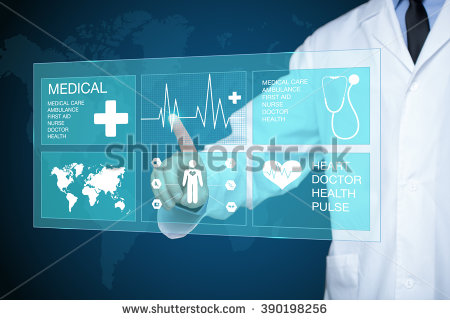 MEDICAL
MEDICAL CARE
AMBULANCE
FIRST AID
NURSE
DOCTOR
HEALTH
MEDICAL CARE
AMBULANCE
FIRST AID
NURSE
DOCTOR
HEALTH
HEART
DOCTOR
HEALTH
PULSE
shutterstock
www.shutterstock.com · 390198256